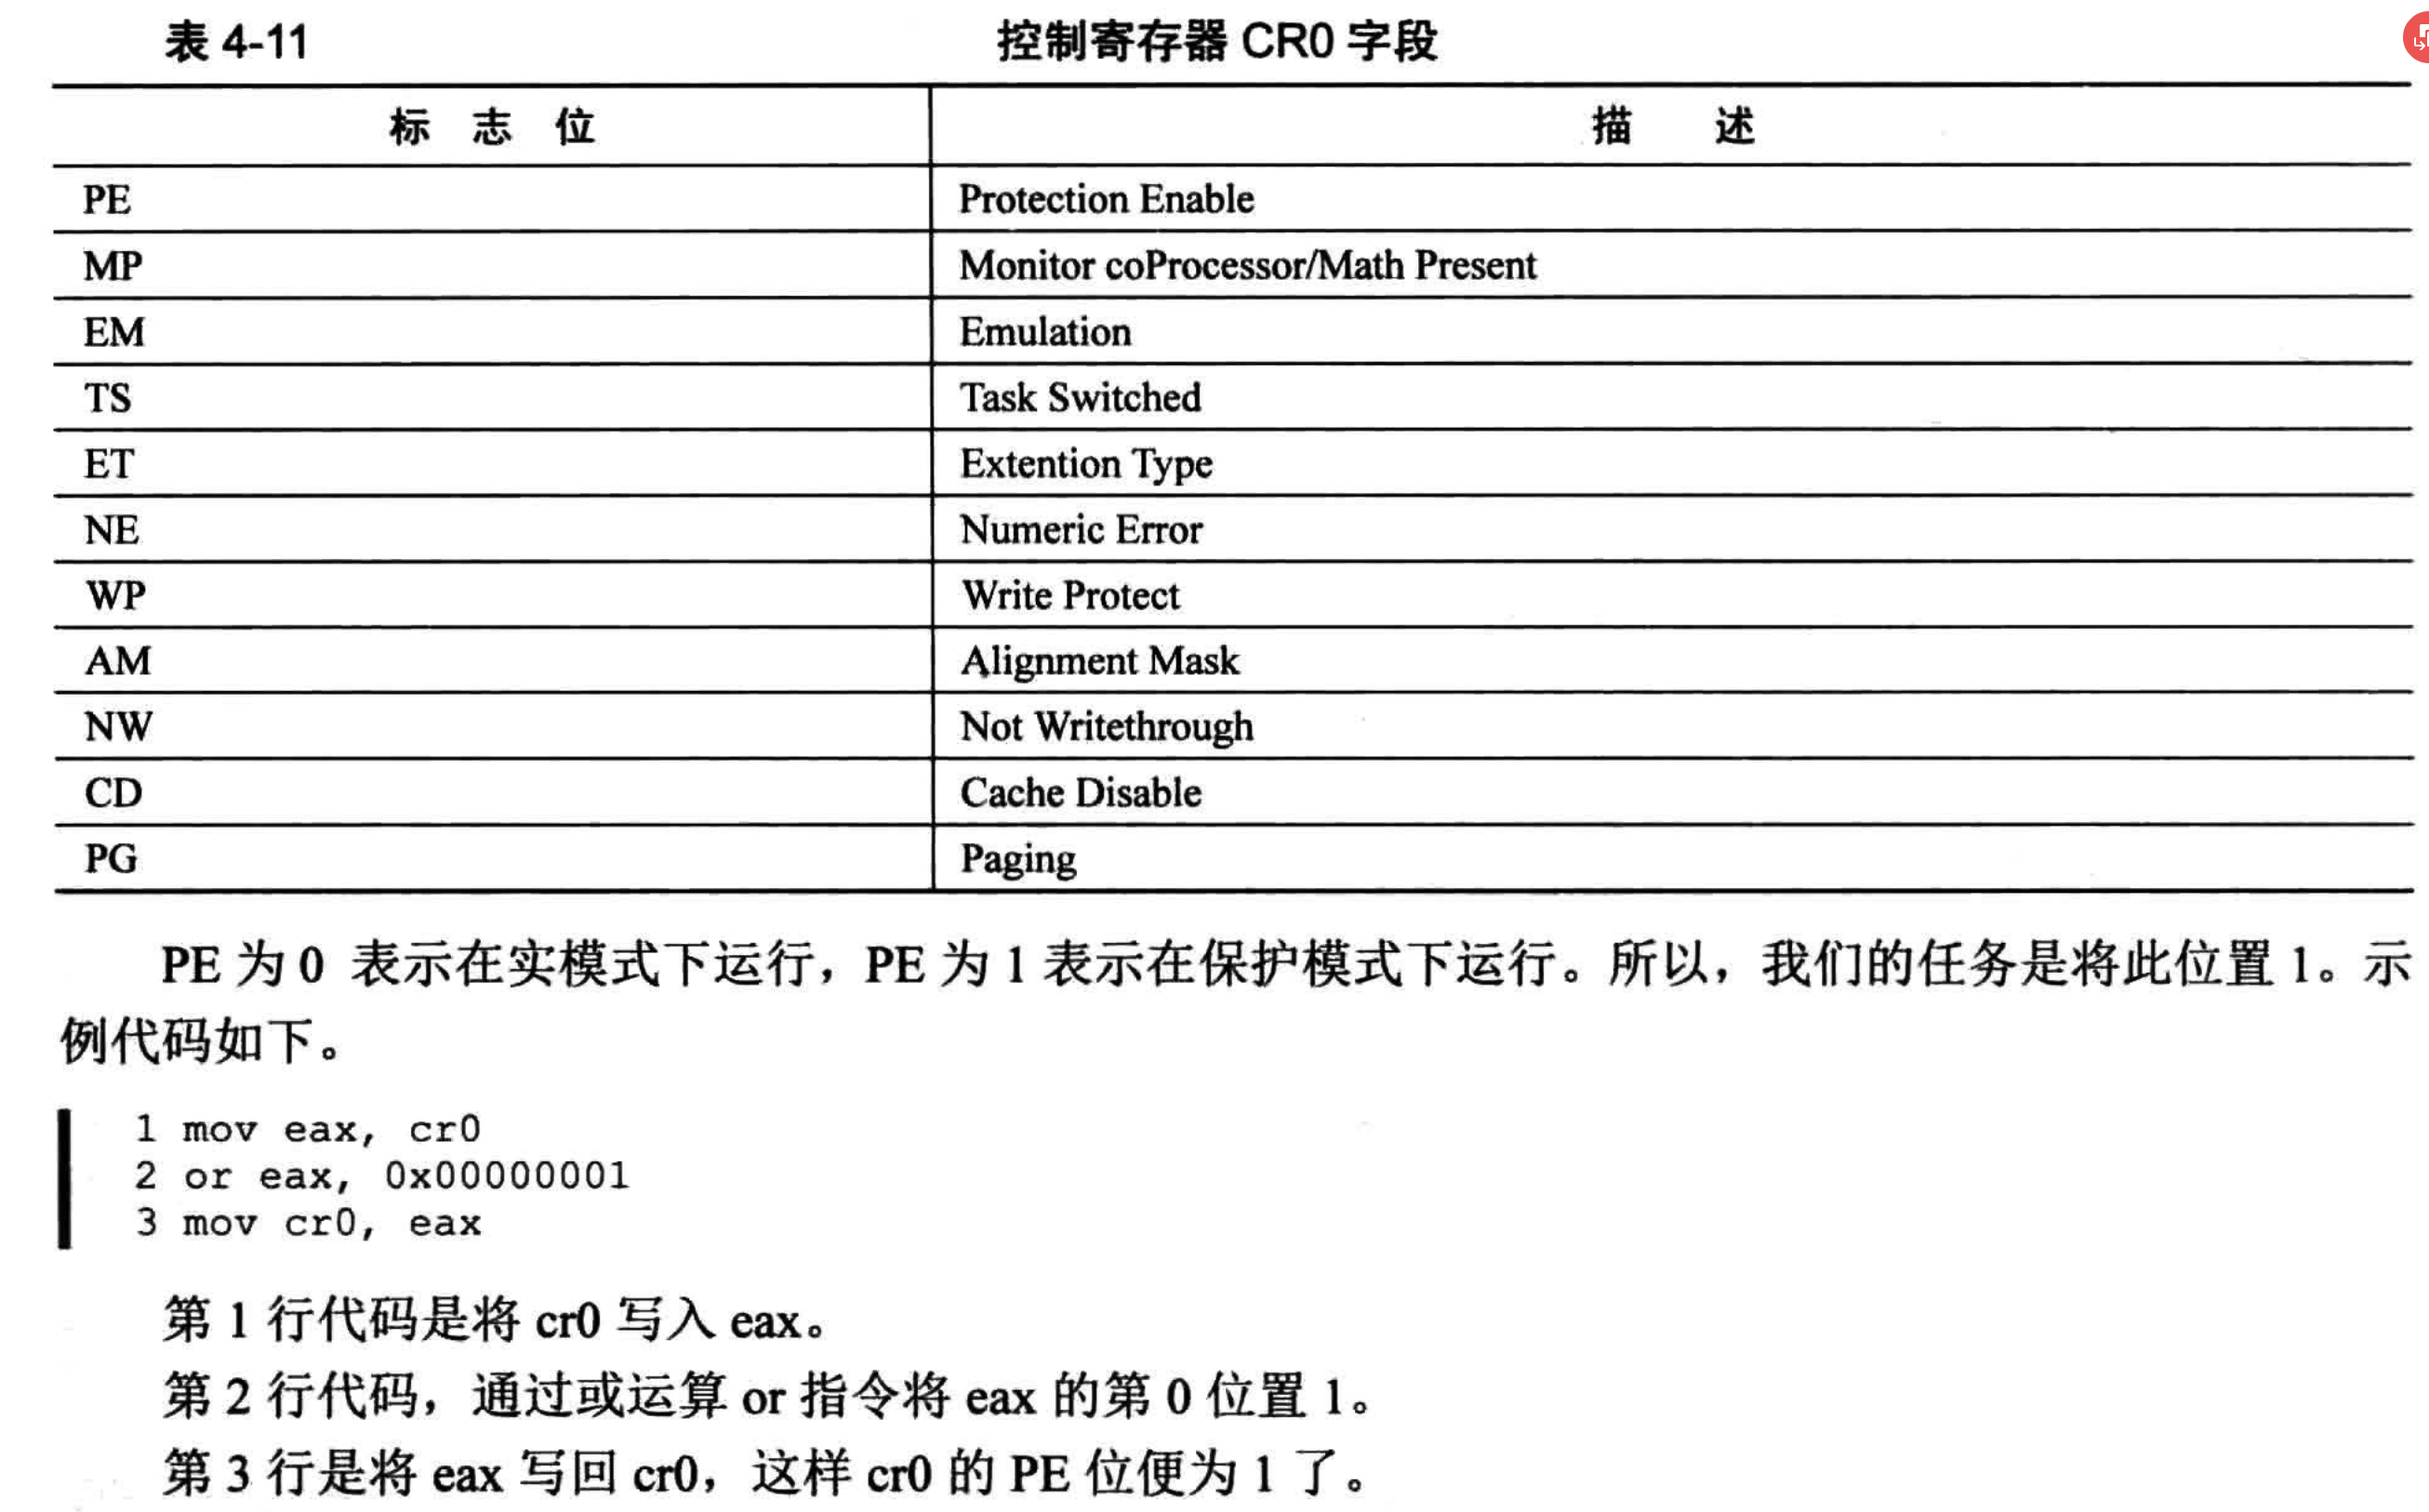 表 4-11 控制寄存器 CR0 字段
标 志 位 描 述
PE Protection Enable
MP Monitor coProcessor/Math Present
EM Emulation
TS Task Switched
ET Extention Type
NE Numeric Error
WP Write Protect
AM Alignment Mask
NW Not Writethrough
CD Cache Disable
PG Paging
PE 为 0 表示在实模式下运行，PE 为 1 表示在保护模式下运行。所以，我们的任务是将此位置 1。示
例代码如下。
1 mov eax, cr0
2 or eax, 0x00000001
3 mov cr0, eax
第 1 行代码是将 cr0 写入 eax。
第 2 行代码，通过或运算 or 指令将 eax 的第 0 位置 1。
第 3 行是将 eax 写回 cr0，这样 cr0 的 PE 位便为 1 了。